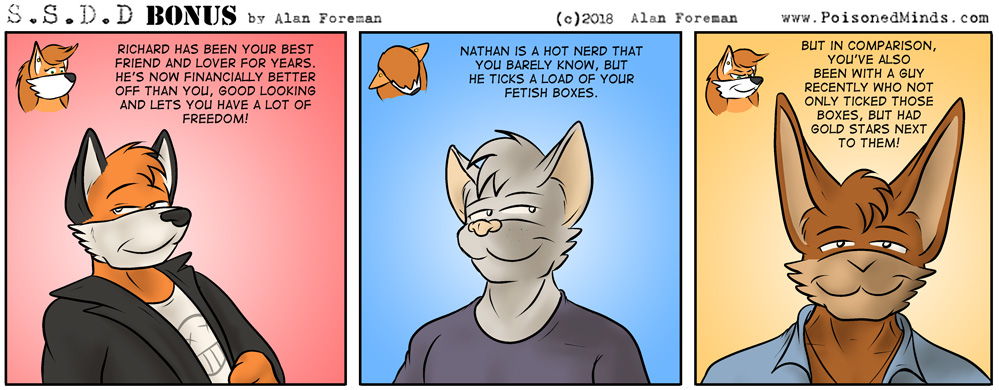 S.S.D.D BONUS by Alan Foreman (c)2018 Alan Foreman www.PoisonedMinds.com
RICHARD HAS BEEN YOUR BEST
FRIEND AND LOVER FOR YEARS.
HE'S NOW FINANCIALLY BETTER
OFF THAN YOU, GOOD LOOKING
AND LETS YOU HAVE A LOT OF
FREEDOM!
NATHAN IS A HOT NERD THAT
YOU BARELY KNOW, BUT
HE TICKS A LOAD OF YOUR
FETISH BOXES.
BUT IN COMPARISON,
YOU'VE ALSO
BEEN WITH A GUY
RECENTLY WHO NOT
ONLY TICKED THOSE
BOXES, BUT HAD
GOLD STARS NEXT
TO THEM!